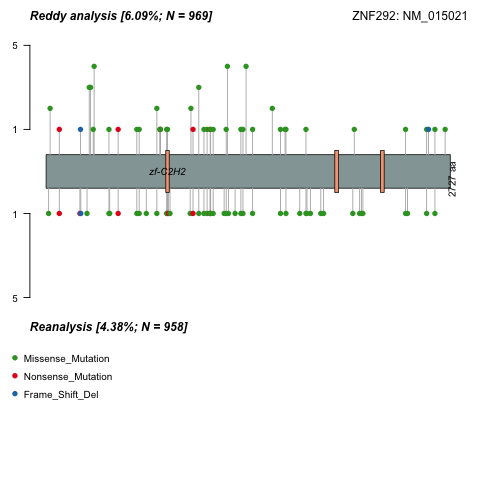 Reddy analysis [6.09%; N = 969]
ZNF292: NM_015021
5
1
zf-C2H2
2727 aa
1
5
Reanalysis [4.38%; N = 958]
Missense_Mutation
Nonsense_Mutation
Frame_Shift_Del